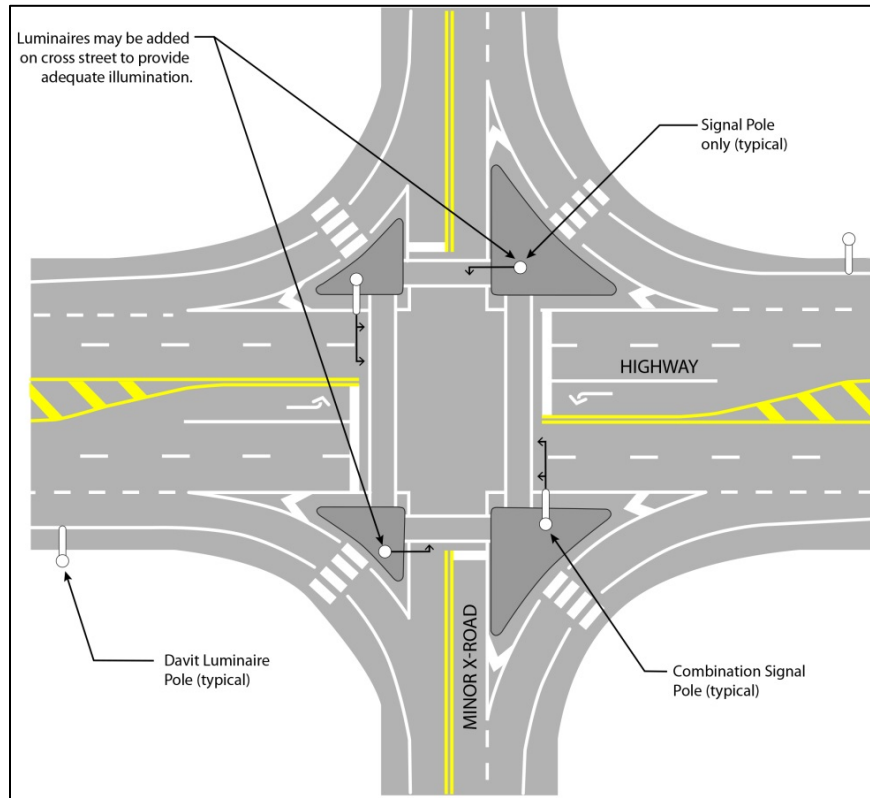 Luminaires may be added
on cross street to provide
adequate illumination.
Signal Pole
only (typical)
HIGHWAY
MINOR X-ROAD
Davit Luminaire
Pole (typical)
Combination Signal
Pole (typical)